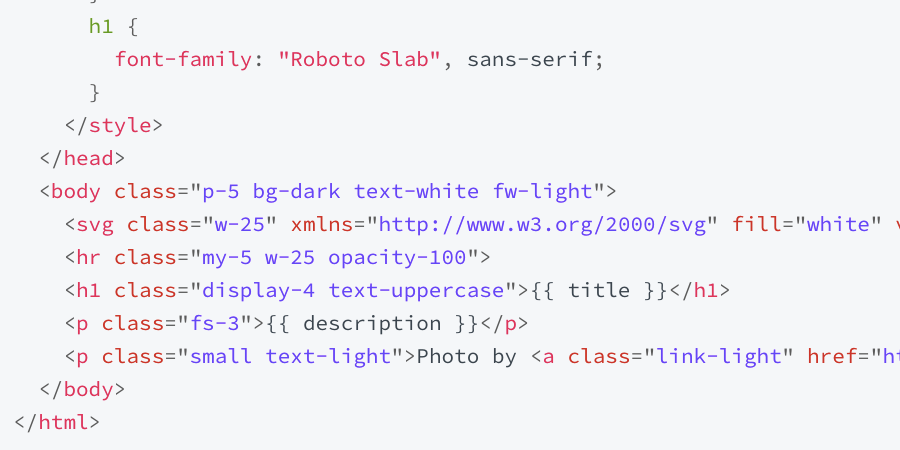 }
h1 {
font-family: "Roboto Slab", sans-serif;
}
</style>
</head>
<body class="p-5 bg-dark text-white fw-light">
<svg class="w-25" xmlns="http://www.w3.org/2000/svg" fill="white"
<hr class="my-5 w-25 opacity-100">
<h1 class="display-4 text-uppercase">{{ title }}</h1>
<p class="fs-3">{{ description }}</p>
<p class="small text-light">Photo by <a class="link-light" href="ht
</body>
</html>